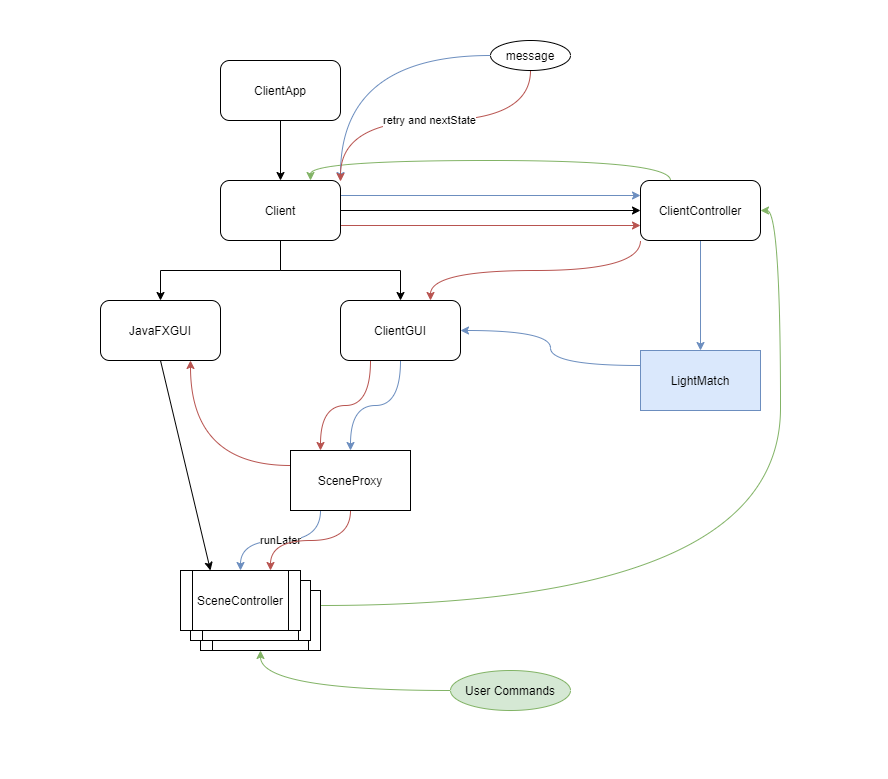 message
ClientApp
retry and nextState
Client
ClientController
JavaFXGUI
ClientGUI
LightMatch
SceneProxy
runLater
SceneController
User Commands